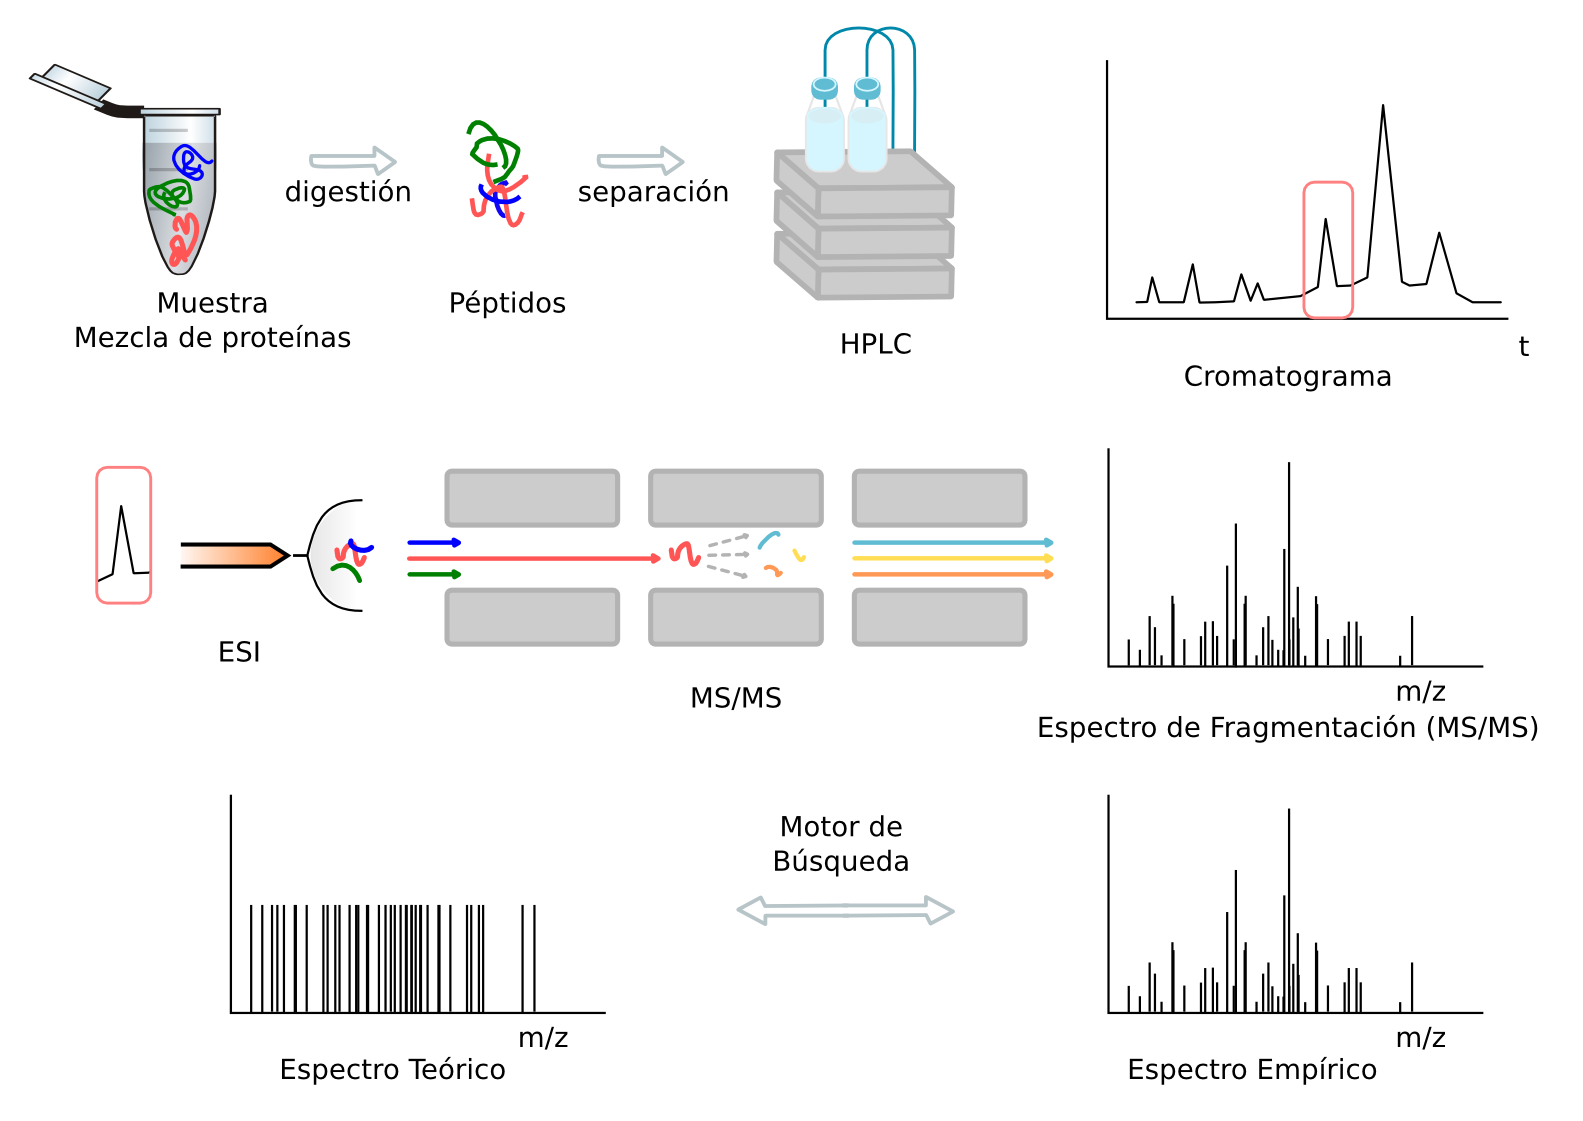 digestión
separación
Muestra
Mezcla de proteínas
Péptidos
HPLC
t
Cromatograma
ESI
MS/MS
m/z
Espectro de Fragmentación (MS/MS)
Motor de
Búsqueda
m/z
Espectro Teórico
m/z
Espectro Empírico